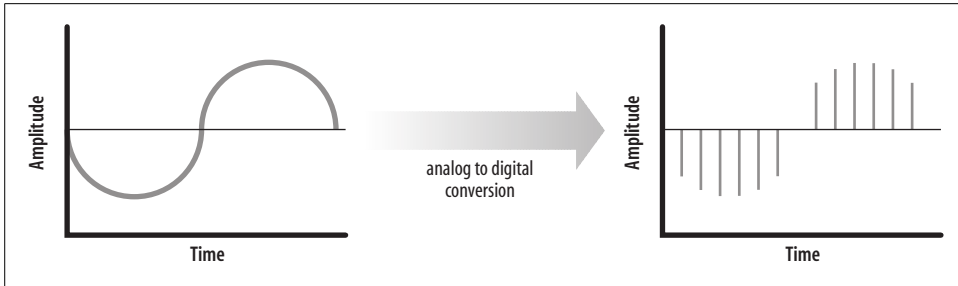 Amplitude
Time
analog to digital
conversion
Amplitude
Time